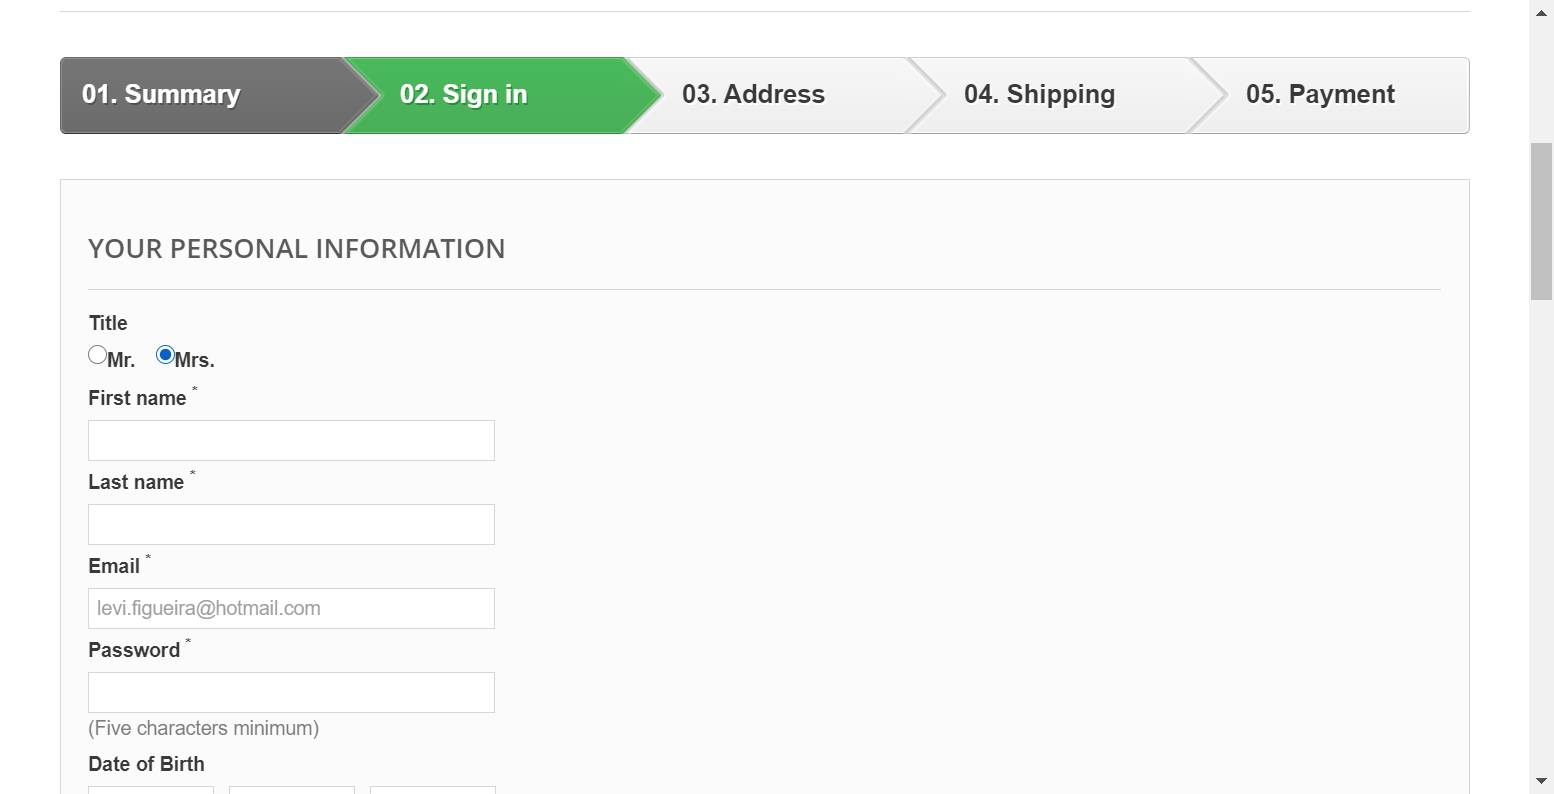 01. Summary
02. Sign in
03. Address
04. Shipping
05. Payment
YOUR PERSONAL INFORMATION
Title
Mr. Mrs.
First name *
Last name *
Email *
levi.figueira@hotmail.com
Password *
(Five characters minimum)
Date of Birth